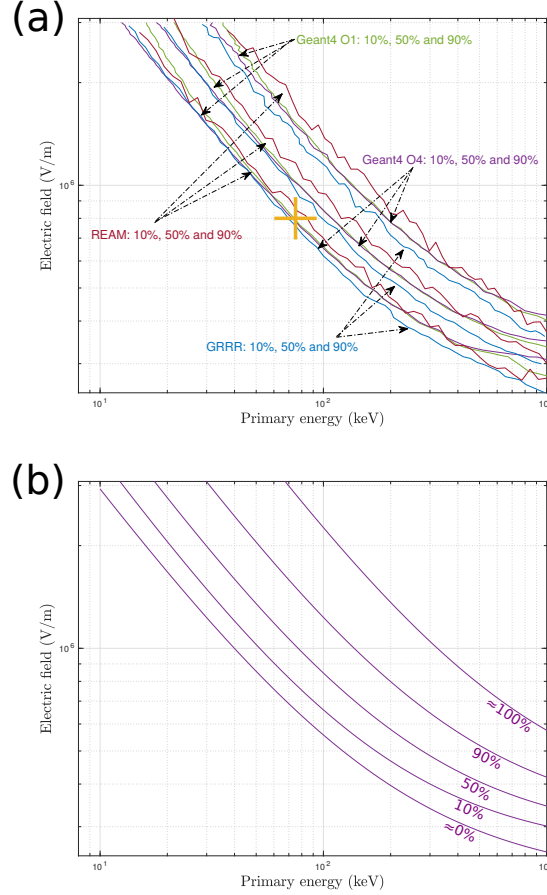 (a)
Electric field (V/m)
10⁶
Geant4 O1: 10%, 50% and 90%
Geant4 O4: 10%, 50% and 90%
REAM: 10%, 50% and 90%
GRRR: 10%, 50% and 90%
10¹
10²
10
Primary energy (keV)
(b)
Electric field (V/m)
10⁶
≈100%
90%
50%
10%
≈0%
10¹
10²
10
Primary energy (keV)